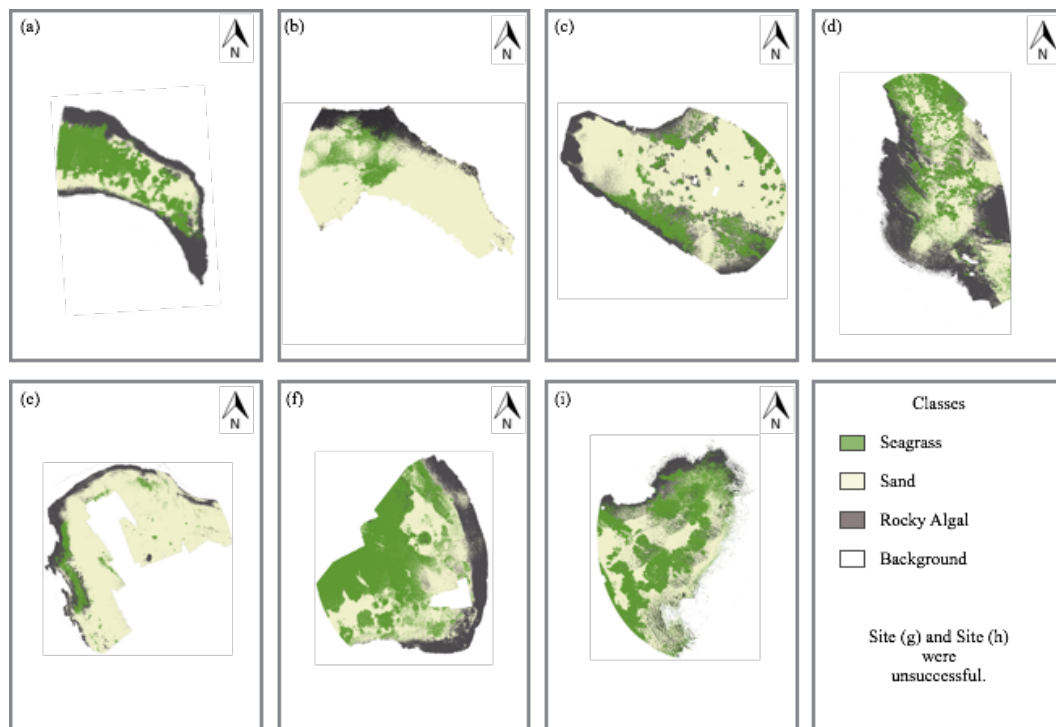 (a)
N
(b)
N
(c)
N
(d)
N
(e)
N
(f)
N
(i)
N
Classes
Seagrass
Sand
Rocky Algal
Background
Site (g) and Site (h)
were
unsuccessful.